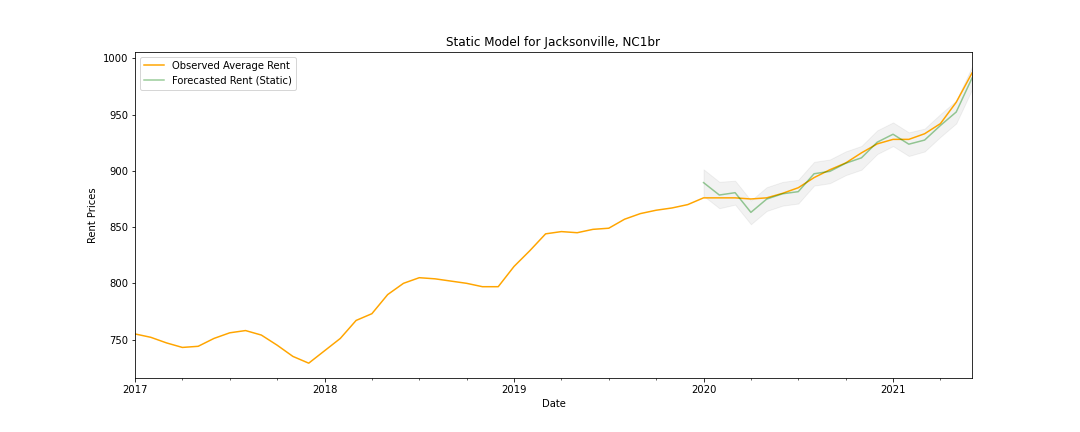 Static Model for Jacksonville, NC1br
Observed Average Rent
Forecasted Rent (Static)
Rent Prices
1000
950
900
850
800
750
2017 2018 2019 2020 2021
Date